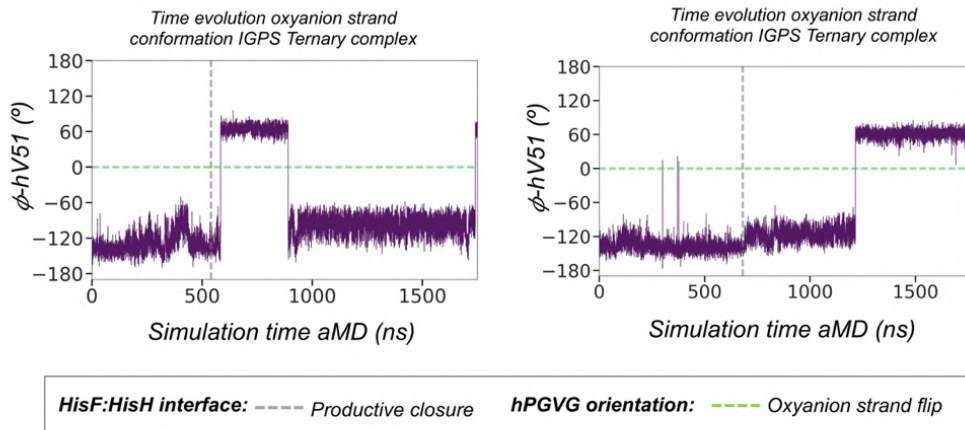 Time evolution oxyanion strand
conformation IGPS Ternary complex
180
120
60
0
−60
−120
−180
ϕ-hV51 (º)
0
500
1000
1500
Simulation time aMD (ns)
Time evolution oxyanion strand
conformation IGPS Ternary complex
180
120
60
0
−60
−120
−180
ϕ-hV51 (º)
0
500
1000
1500
Simulation time aMD (ns)
HisF:HisH interface: Productive closure hPGVG orientation: Oxyanion strand flip